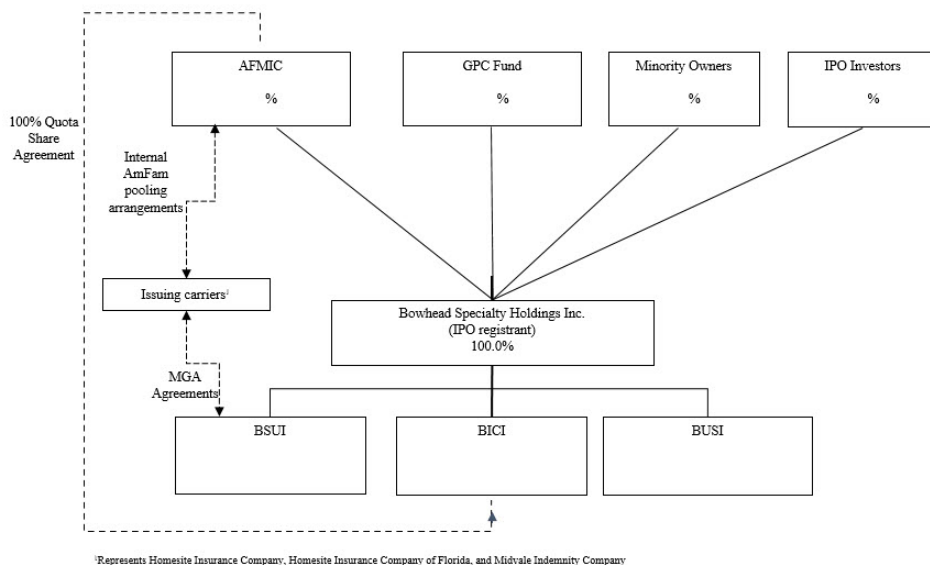 AFMIC
%
GPC Fund
%
Minority Owners
%
IPO Investors
%
100% Quota
Share
Agreement
Internal
AmFam
pooling
arrangements
Issuing carriers¹
Bowhead Specialty Holdings Inc.
(IPO registrant)
100.0%
MGA
Agreements
BSUI
BICI
BUSI
¹Represents Homesite Insurance Company, Homesite Insurance Company of Florida, and Midvale Indemnity Company